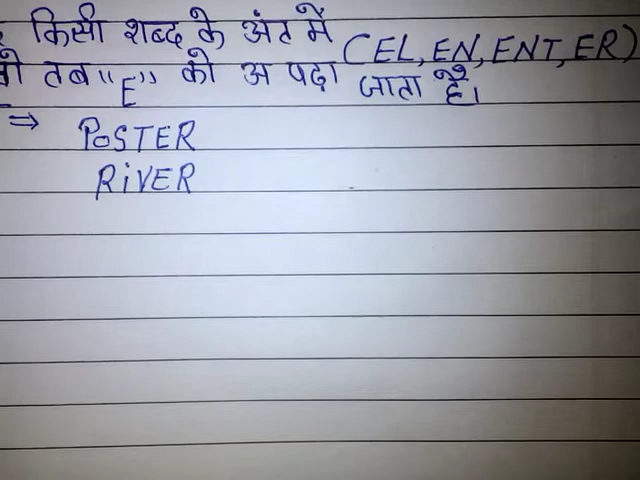 किसी शब्द के अंत में (EL, EN, ENT, ER)
तब "E" को अ पढ़ा जाता है।
⇒ POSTER
RiVER